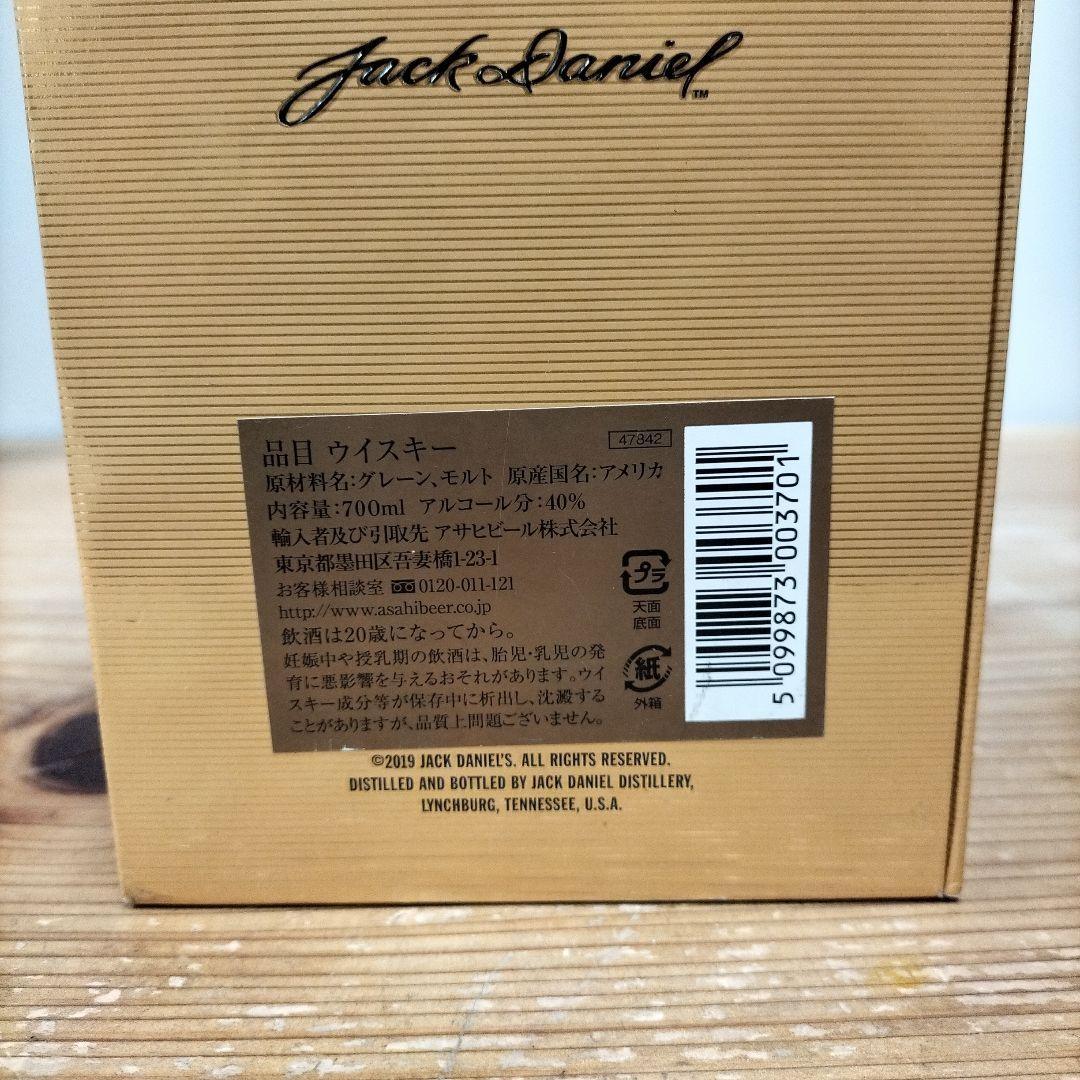 Jack Daniel™
品目 ウイスキー 47842
原材料名:グレーン、モルト 原産国名:アメリカ
内容量:700ml アルコール分:40%
輸入者及び引取先 アサヒビール株式会社
東京都墨田区吾妻橋1-23-1
お客様相談室 0120-011-121
http://www.asahibeer.co.jp
飲酒は20歳になってから。
妊娠中や授乳期の飲酒は、胎児・乳児の発
育に悪影響を与えるおそれがあります。ウイ
スキー成分等が保存中に析出し、沈澱する
ことがありますが、品質上問題ございません。
プラ
天面
底面
紙
外箱
5 099873 003701
©2019 JACK DANIEL'S. ALL RIGHTS RESERVED.
DISTILLED AND BOTTLED BY JACK DANIEL DISTILLERY,
LYNCHBURG, TENNESSEE, U.S.A.